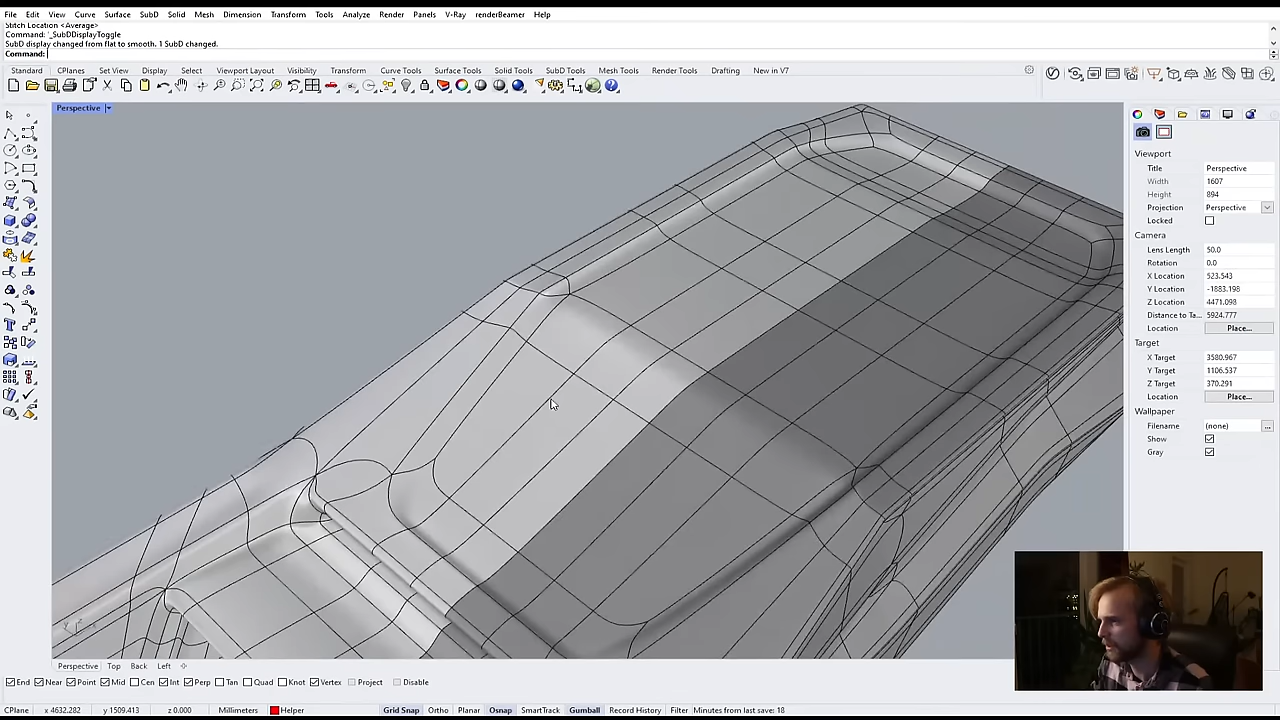 File Edit View Curve Surface SubD Solid Mesh Dimension Transform Tools Analyze Render Panels V-Ray renderBeamer Help
Stitch Location <Average>
Command: '_SubDDisplayToggle
SubD display changed from flat to smooth. 1 SubD changed.
Command:
Standard CPlanes Set View Display Select Viewport Layout Visibility Transform Curve Tools Surface Tools Solid Tools SubD Tools Mesh Tools Render Tools Drafting New in V7
Perspective
Viewport
Title Perspective
Width 1607
Height 894
Projection Perspective
Locked
Camera
Lens Length 50.0
Rotation 0.0
X Location 523.543
Y Location -1883.198
Z Location 4471.098
Distance to Ta... 5924.777
Location Place...
Target
X Target 3580.967
Y Target 1106.537
Z Target 370.291
Location Place...
Wallpaper
Filename (none) ...
Show
Gray
Perspective Top Back Left
End Near Point Mid Cen Int Perp Tan Quad Knot Vertex Project Disable
CPlane x 4632.282 y 1509.413 z 0.000 Millimeters Helper Grid Snap Ortho Planar Osnap SmartTrack Gumball Record History Filter Minutes from last save: 18